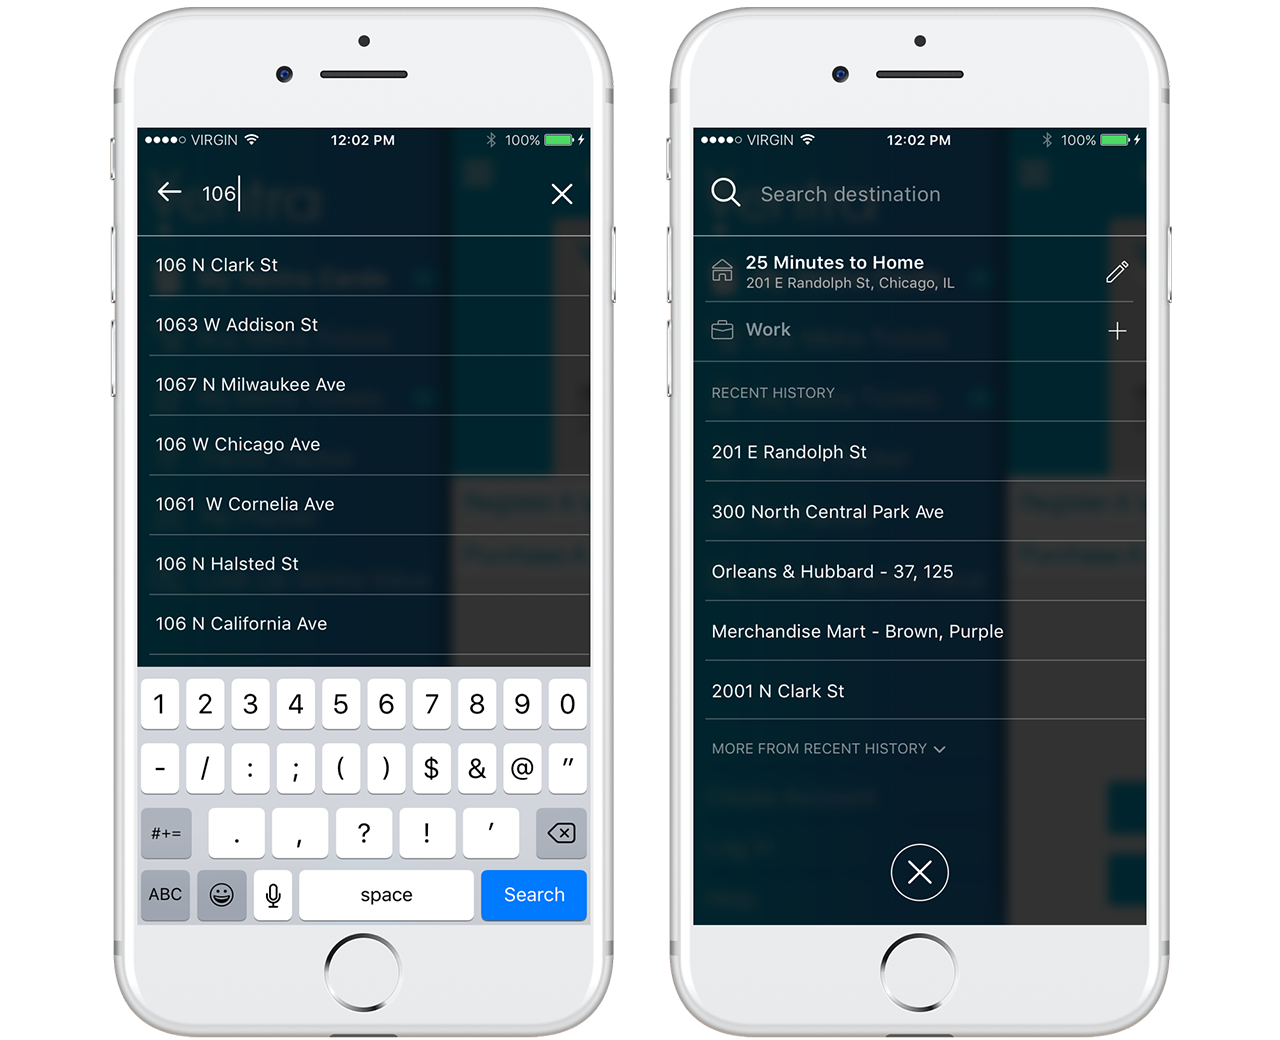 VIRGIN 12:02 PM 100%
106
106 N Clark St
1063 W Addison St
1067 N Milwaukee Ave
106 W Chicago Ave
1061  W Cornelia Ave
106 N Halsted St
106 N California Ave
1 2 3 4 5 6 7 8 9 0
- / : ; ( ) $ & @ "
#+= . , ? ! '
ABC space Search
VIRGIN 12:02 PM 100%
Search destination
25 Minutes to Home
201 E Randolph St, Chicago, IL
Work
RECENT HISTORY
201 E Randolph St
300 North Central Park Ave
Orleans & Hubbard - 37, 125
Merchandise Mart - Brown, Purple
2001 N Clark St
MORE FROM RECENT HISTORY